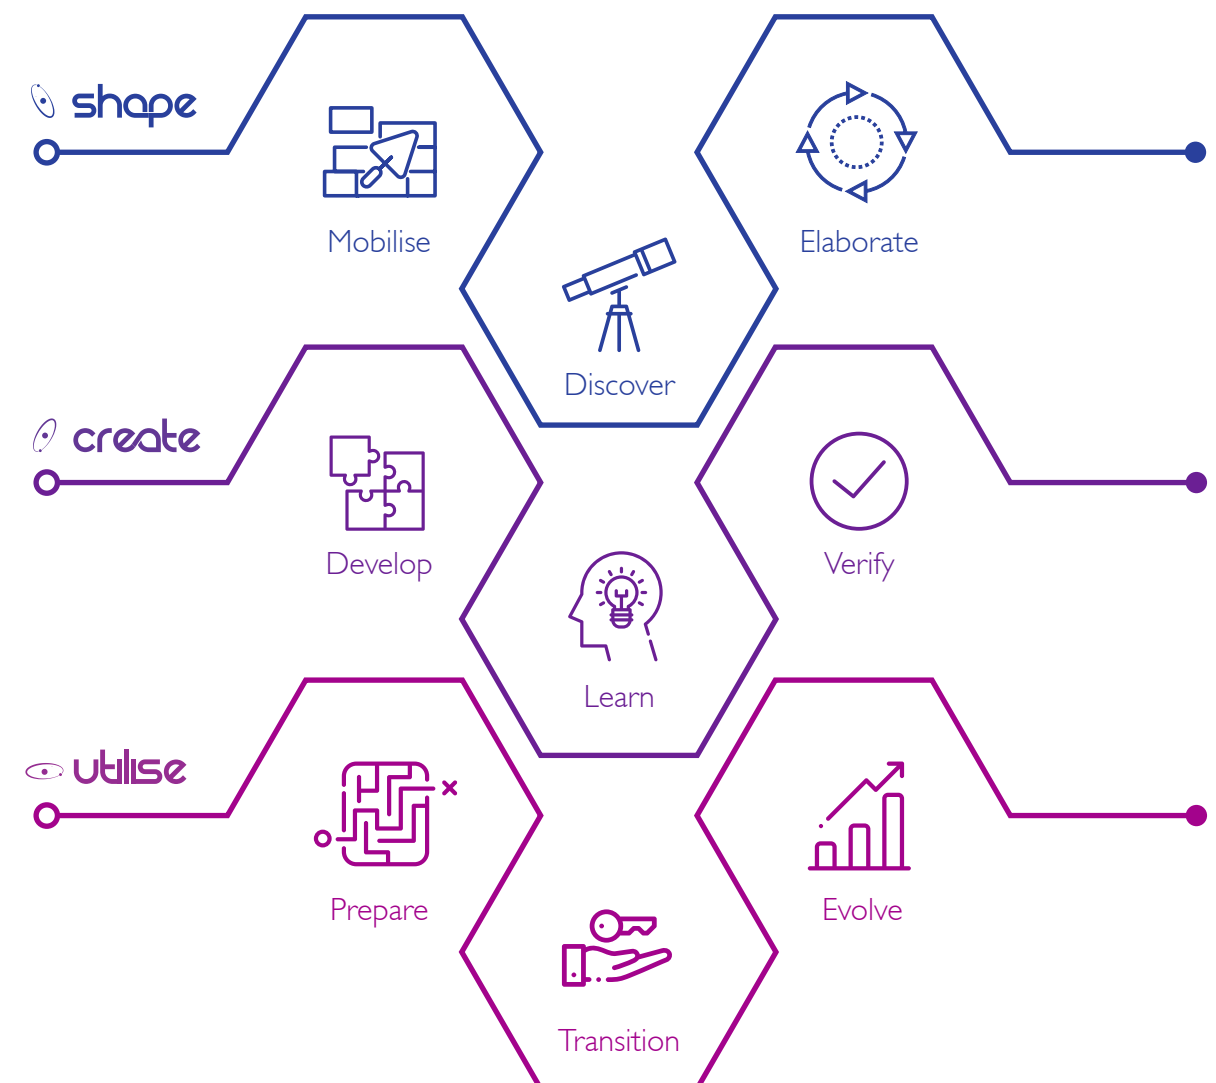 shape
Mobilise
Elaborate
Discover
create
Develop
Verify
Learn
utilise
Prepare
Evolve
Transition